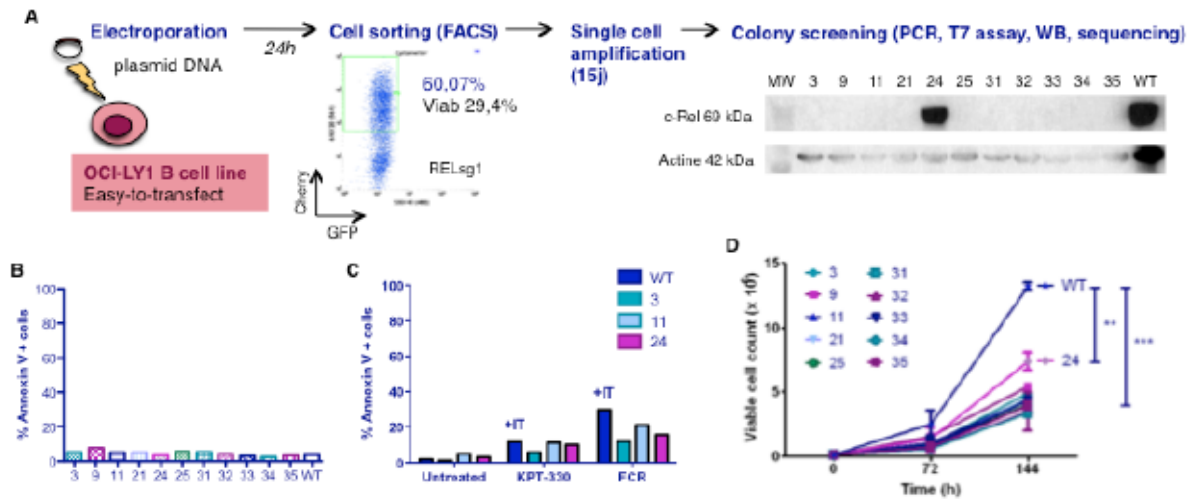 A
Electroporation
plasmid DNA
OCI-LY1 B cell line
Easy-to-transfect
24h
Cell sorting (FACS)
60,07%
Viab 29,4%
RELsg1
Cherry
GFP
Single cell
amplification
(15j)
Colony screening (PCR, T7 assay, WB, sequencing)
MW 3 9 11 21 24 25 31 32 33 34 35 WT
c-Rel 69 kDa
Actine 42 kDa
B
% Annexin V + cells
100
80
60
40
20
0
3 9 11 21 24 25 31 32 33 34 35 WT
C
% Annexin V + cells
100
80
60
40
20
0
WT
3
11
24
+IT
+IT
Untreated KPT-330 FCR
D
Viable cell count (x 10⁶)
15
10
5
0
3 31
9 32
11 33
21 34
25 35
WT
24
**
***
0 72 144
Time (h)